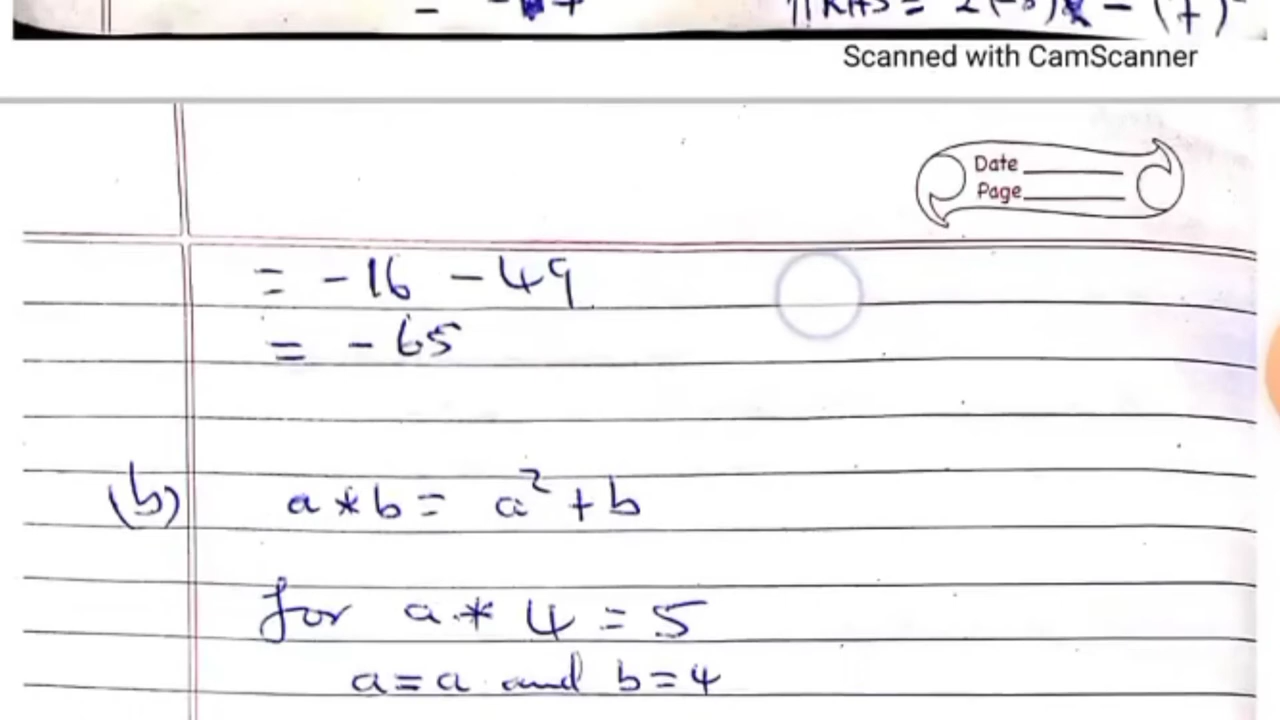 Scanned with CamScanner
Date
Page
= -16 - 49
= - 65
(b) a * b = a² + b
for a * 4 = 5
a = a and b = 4